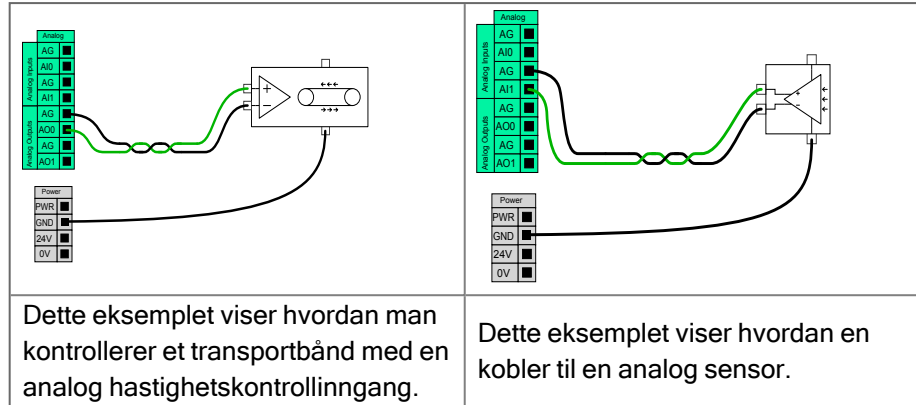 Analog
Analog Inputs
AG
AI0
AG
AI1
Analog Outputs
AG
AO0
AG
AO1
+
−
Power
PWR
GND
24V
0V
Dette eksemplet viser hvordan man
kontrollerer et transportbånd med en
analog hastighetskontrollinngang.
Analog
Analog Inputs
AG
AI0
AG
AI1
Analog Outputs
AG
AO0
AG
AO1
+
-
Power
PWR
GND
24V
0V
Dette eksemplet viser hvordan en
kobler til en analog sensor.